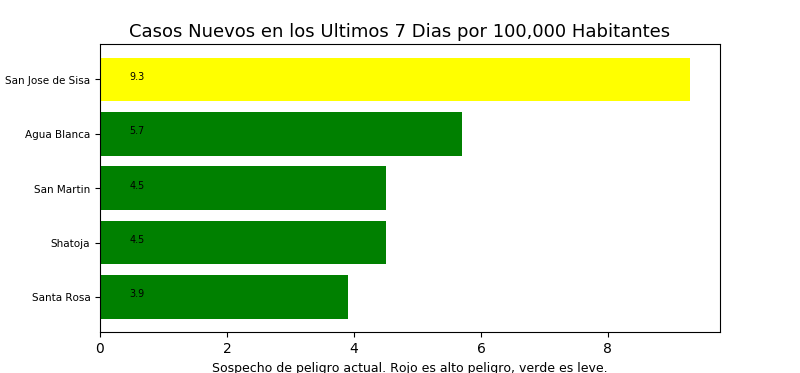 Casos Nuevos en los Ultimos 7 Dias por 100,000 Habitantes
San Jose de Sisa 9.3
Agua Blanca 5.7
San Martin 4.5
Shatoja 4.5
Santa Rosa 3.9
0 2 4 6 8
Sospecho de peligro actual. Rojo es alto peligro, verde es leve.